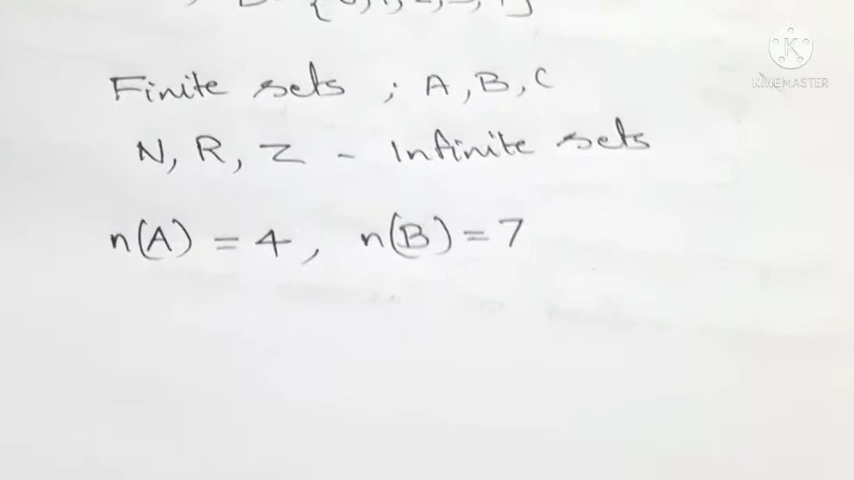 Finite sets ; A, B, C
N, R, Z - Infinite sets
n(A) = 4, n(B) = 7
KINEMASTER